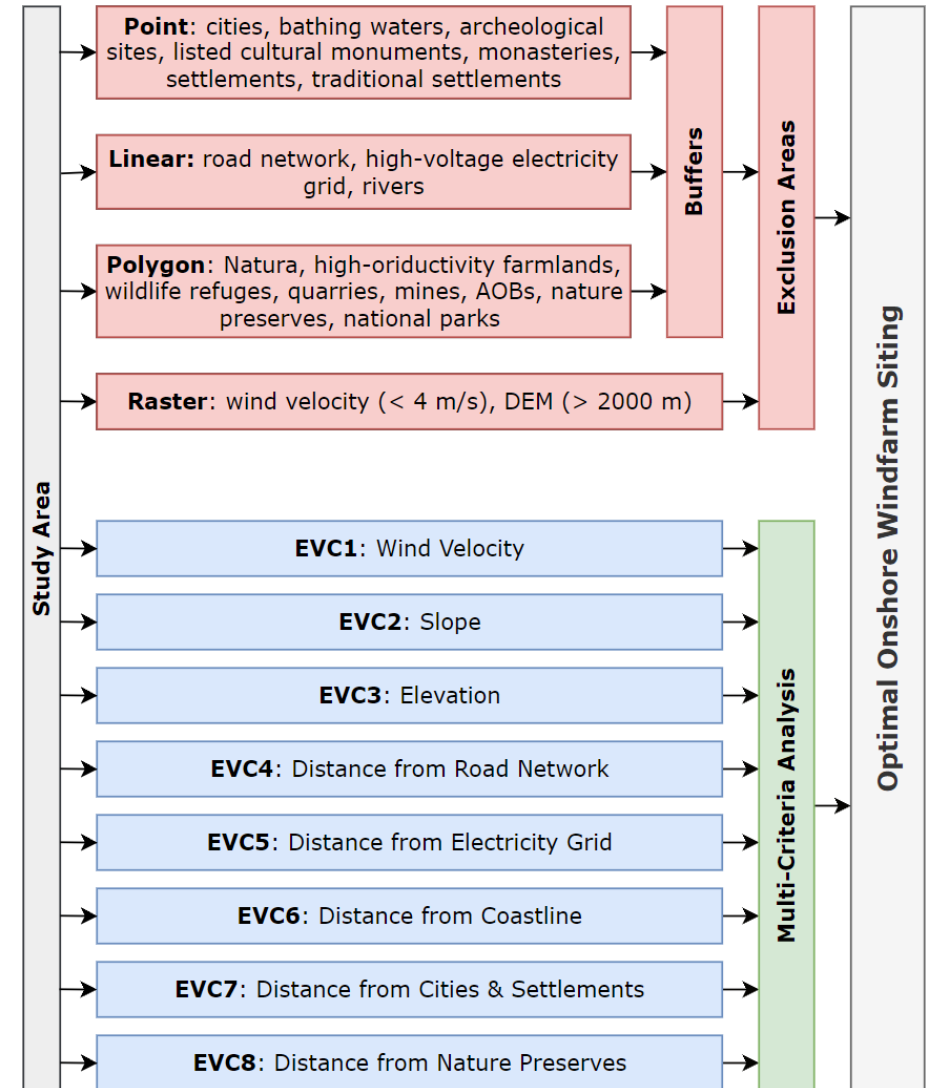 Study Area
Point: cities, bathing waters, archeological
sites, listed cultural monuments, monasteries,
settlements, traditional settlements
Linear: road network, high-voltage electricity
grid, rivers
Polygon: Natura, high-oriductivity farmlands,
wildlife refuges, quarries, mines, AOBs, nature
preserves, national parks
Buffers
Raster: wind velocity (< 4 m/s), DEM (> 2000 m)
Exclusion Areas
EVC1: Wind Velocity
EVC2: Slope
EVC3: Elevation
EVC4: Distance from Road Network
EVC5: Distance from Electricity Grid
EVC6: Distance from Coastline
EVC7: Distance from Cities & Settlements
EVC8: Distance from Nature Preserves
Multi-Criteria Analysis
Optimal Onshore Windfarm Siting